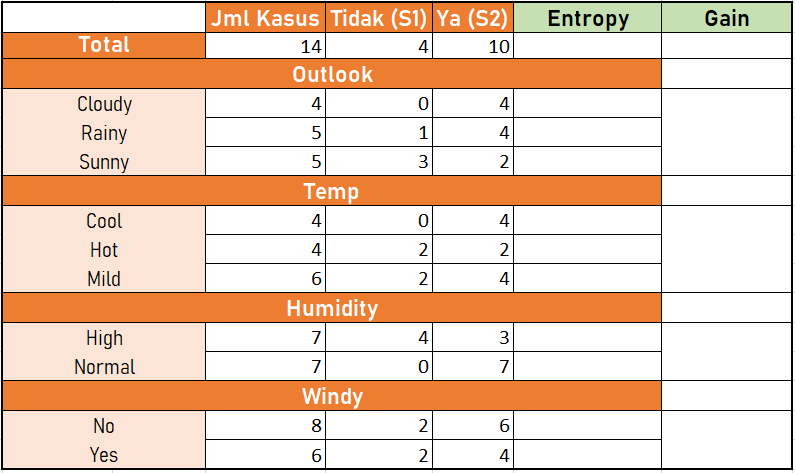 Jml Kasus Tidak (S1) Ya (S2) Entropy Gain
Total 14 4 10
Outlook
Cloudy 4 0 4
Rainy 5 1 4
Sunny 5 3 2
Temp
Cool 4 0 4
Hot 4 2 2
Mild 6 2 4
Humidity
High 7 4 3
Normal 7 0 7
Windy
No 8 2 6
Yes 6 2 4